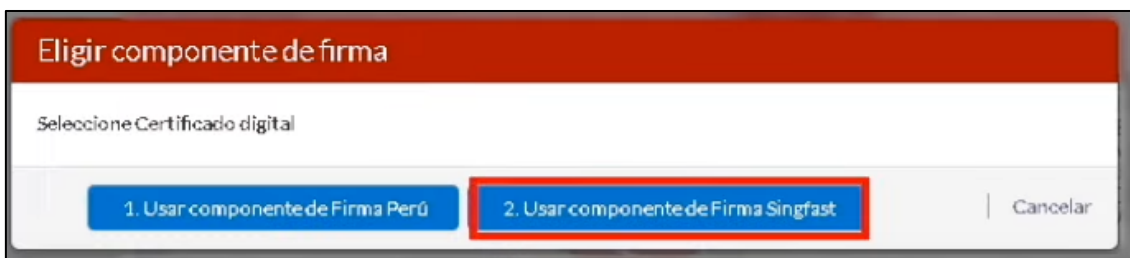 Eligir componente de firma
Seleccione Certificado digital
1. Usar componente de Firma Perú
2. Usar componente de Firma Singfast
Cancelar